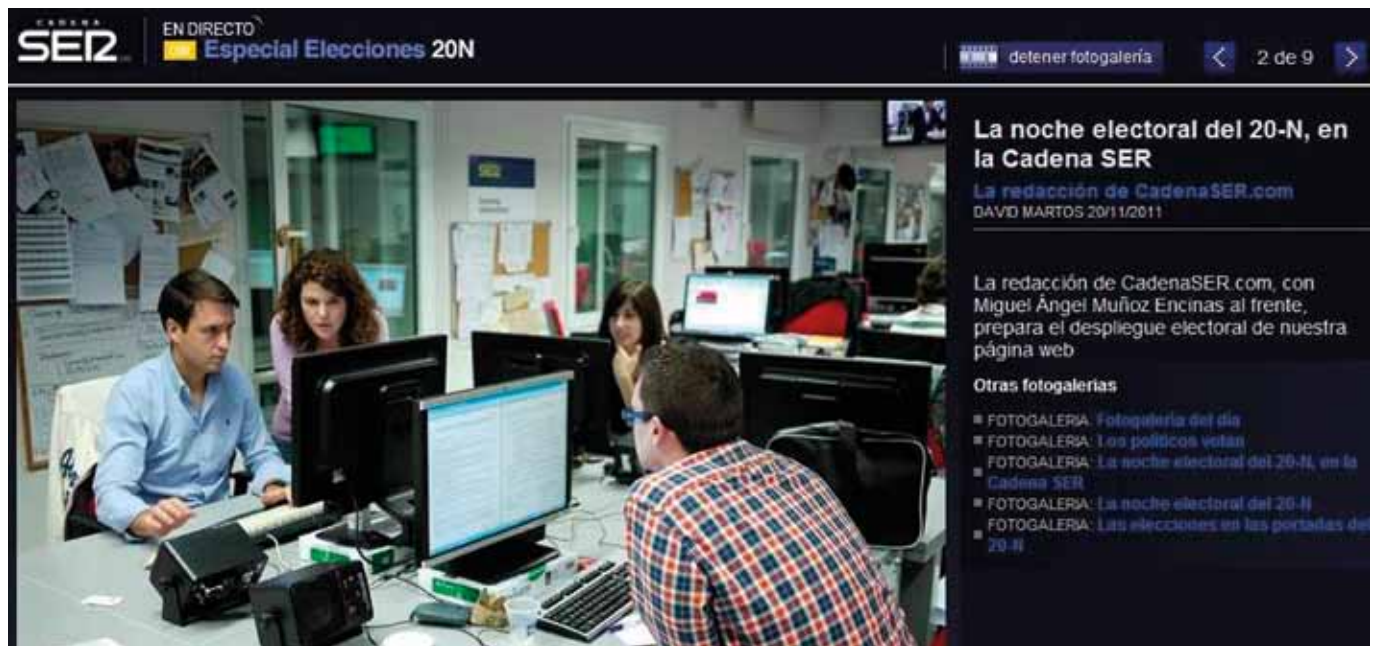 CADENA
SER
EN DIRECTO
Especial Elecciones 20N
detener fotogalería
2 de 9
La noche electoral del 20-N, en
la Cadena SER
La redacción de CadenaSER.com
DAVID MARTOS 20/11/2011
La redacción de CadenaSER.com, con
Miguel Ángel Muñoz Encinas al frente,
prepara el despliegue electoral de nuestra
página web
Otras fotogalerias
FOTOGALERIA: Fotogalería del día
FOTOGALERIA: Los políticos votan
FOTOGALERIA: La noche electoral del 20-N, en la
Cadena SER
FOTOGALERIA: La noche electoral del 20-N
FOTOGALERIA: Las elecciones en las portadas del
20-N
SER